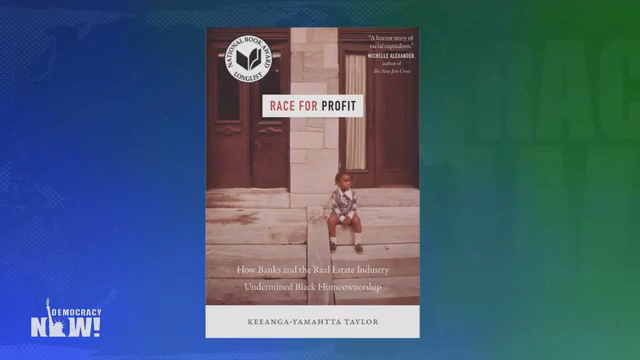 NATIONAL BOOK AWARD
LONGLIST
"A horror story of
racial capitalism."
MICHELLE ALEXANDER,
author of
The New Jim Crow
RACE FOR PROFIT
How Banks and the Real Estate Industry
Undermined Black Homeownership
KEEANGA-YAMAHTTA TAYLOR
DEMOCRACY
NOW!